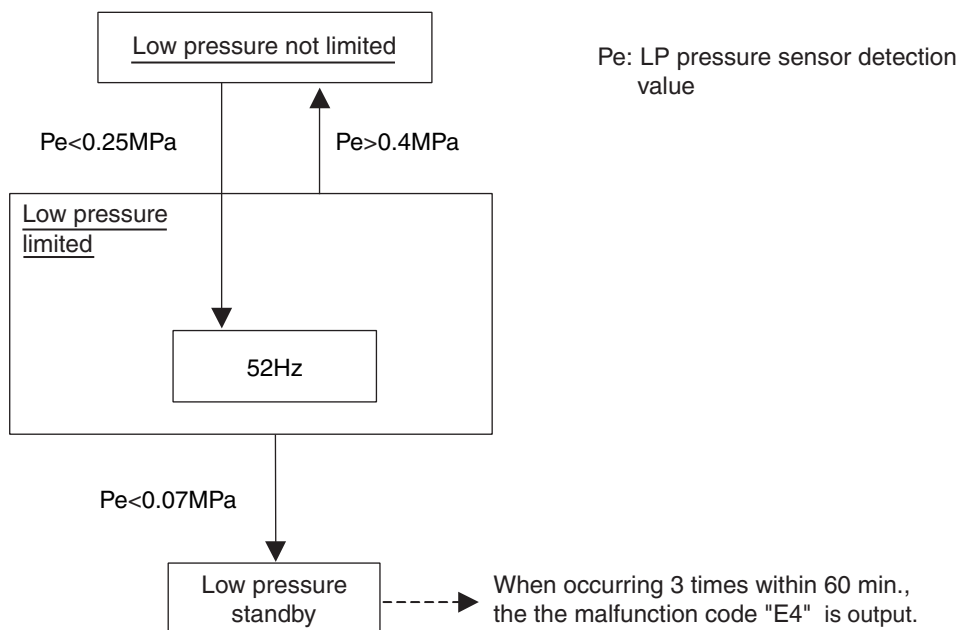 Low pressure not limited
Pe: LP pressure sensor detection
value
Pe<0.25MPa
Pe>0.4MPa
Low pressure
limited
52Hz
Pe<0.07MPa
Low pressure
standby
When occurring 3 times within 60 min.,
the the malfunction code "E4" is output.